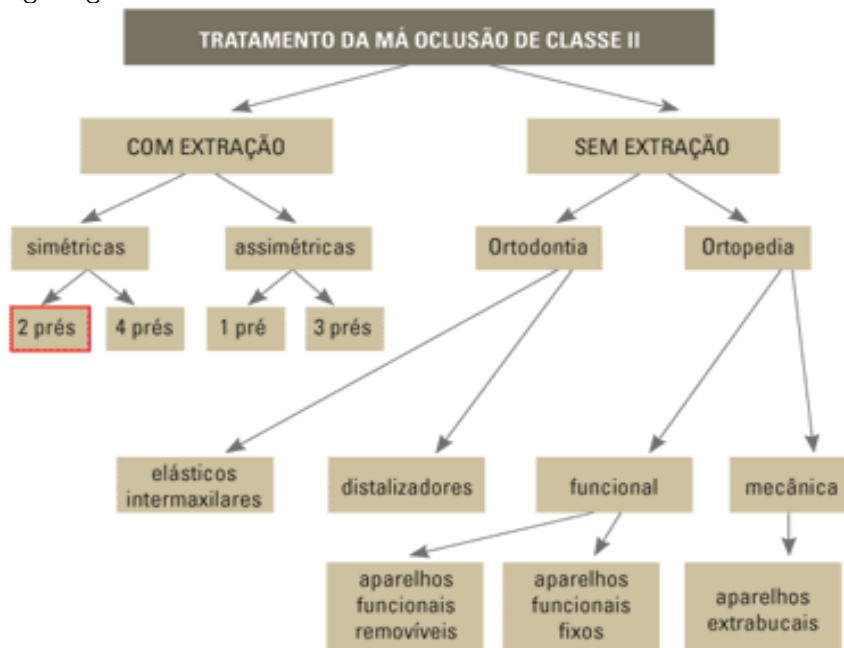 TRATAMENTO DA MÁ OCLUSÃO DE CLASSE II
COM EXTRAÇÃO
SEM EXTRAÇÃO
simétricas
assimétricas
Ortodontia
Ortopedia
2 prés
4 prés
1 pré
3 prés
elásticos
intermaxilares
distalizadores
funcional
mecânica
aparelhos
funcionais
removíveis
aparelhos
funcionais
fixos
aparelhos
extrabucais